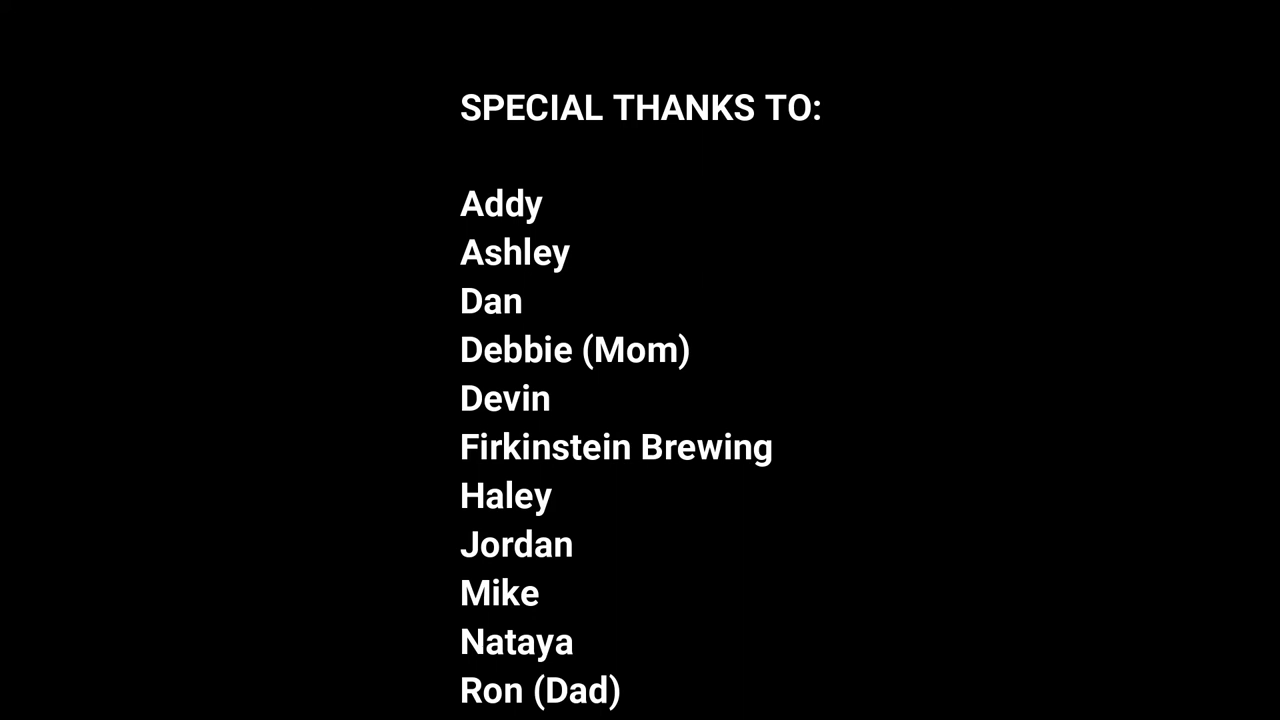 SPECIAL THANKS TO:
Addy
Ashley
Dan
Debbie (Mom)
Devin
Firkinstein Brewing
Haley
Jordan
Mike
Nataya
Ron (Dad)